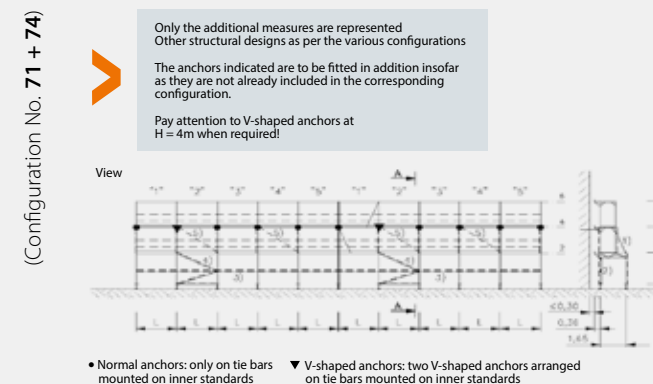 (Configuration No. 71 + 74)
Only the additional measures are represented
Other structural designs as per the various configurations
The anchors indicated are to be fitted in addition insofar
as they are not already included in the corresponding
configuration.
Pay attention to V-shaped anchors at
H = 4m when required!
View
A
"1" "2" "3" "4" "5" "1" "2" "3" "4" "5"
A
L L L L L L L L L L
≤0,30
0,36
• Normal anchors: only on tie bars
mounted on inner standards
▼ V-shaped anchors: two V-shaped anchors arranged
on tie bars mounted on inner standards